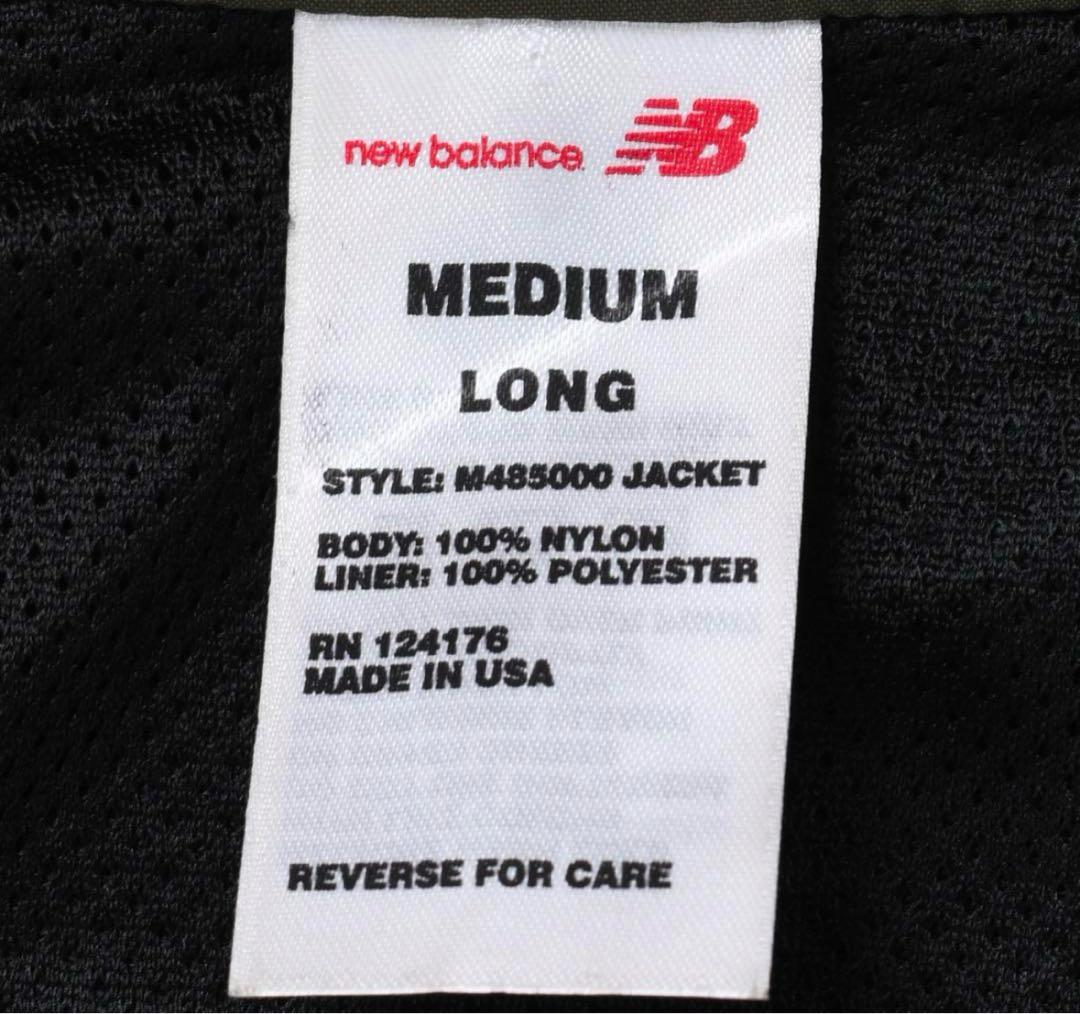 new balance NB
MEDIUM
LONG
STYLE: M485000 JACKET
BODY: 100% NYLON
LINER: 100% POLYESTER
RN 124176
MADE IN USA
REVERSE FOR CARE